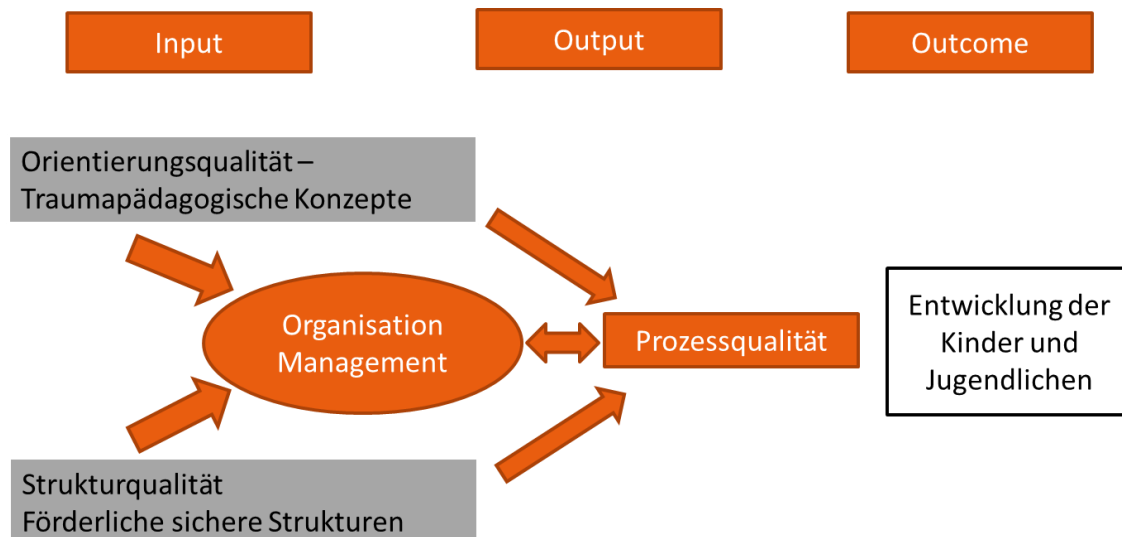 Input
Output
Outcome
Orientierungsqualität –
Traumapädagogische Konzepte
Organisation
Management
Prozessqualität
Entwicklung der
Kinder und
Jugendlichen
Strukturqualität
Förderliche sichere Strukturen